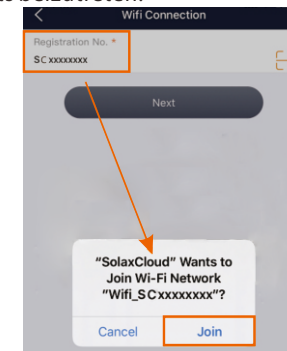 Wifi Connection
Registration No. *
SCxxxxxxxx
Next
"SolaxCloud" Wants to
Join Wi-Fi Network
"Wifi_SCxxxxxxxx"?
Cancel
Join